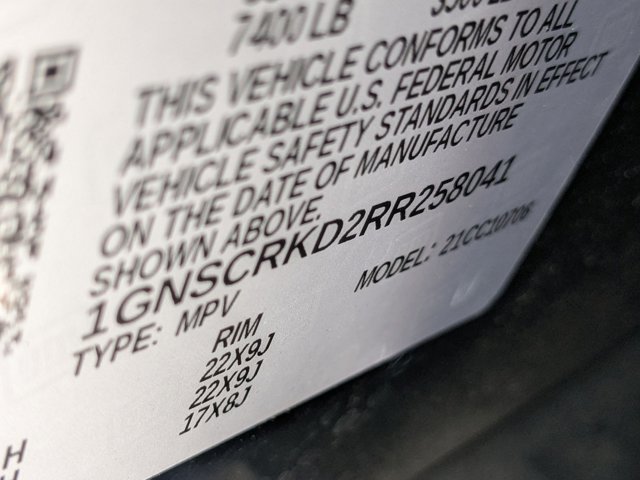 7400 LB
THIS VEHICLE CONFORMS TO ALL
APPLICABLE U.S. FEDERAL MOTOR
VEHICLE SAFETY STANDARDS IN EFFECT
ON THE DATE OF MANUFACTURE
SHOWN ABOVE.
1GNSCRKD2RR258041
TYPE: MPV MODEL: 21CC10706
RIM
22X9J
22X9J
17X8J
H